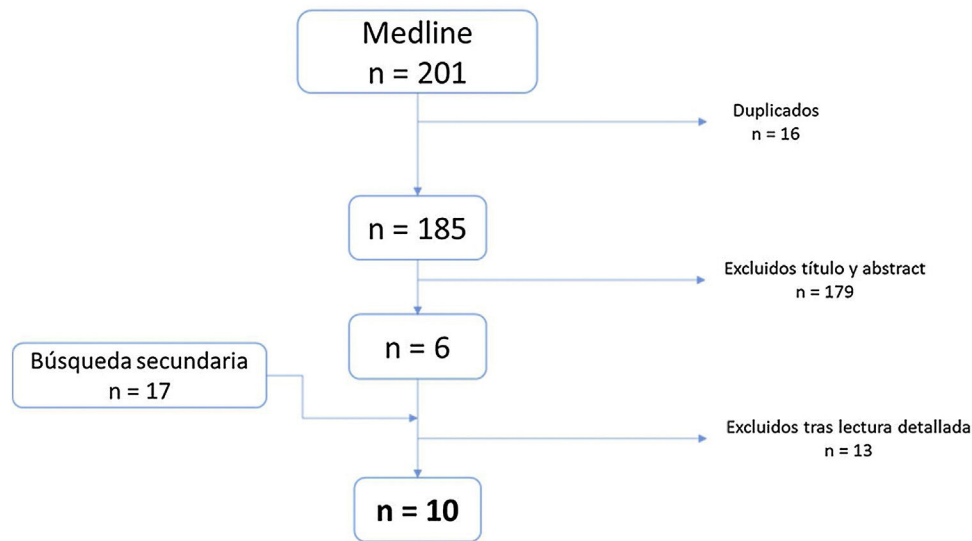 Medline
n = 201
Duplicados
n = 16
n = 185
Excluidos título y abstract
n = 179
n = 6
Búsqueda secundaria
n = 17
Excluidos tras lectura detallada
n = 13
n = 10